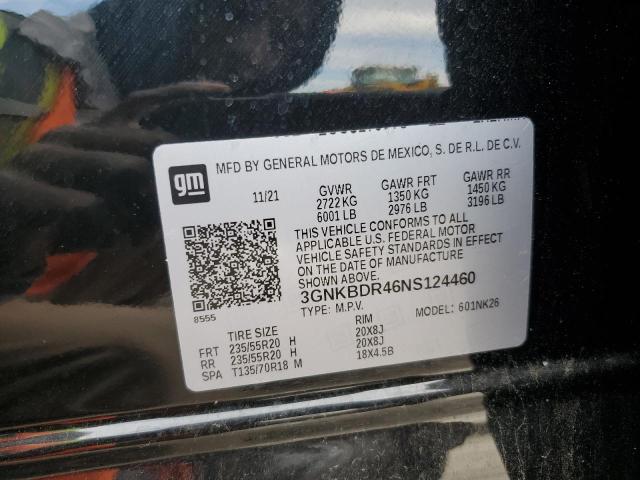 gm
MFD BY GENERAL MOTORS DE MEXICO, S. DE R.L. DE C.V.
11/21
GVWR GAWR FRT GAWR RR
2722 KG 1350 KG 1450 KG
6001 LB 2976 LB 3196 LB
THIS VEHICLE CONFORMS TO ALL
APPLICABLE U.S. FEDERAL MOTOR
VEHICLE SAFETY STANDARDS IN EFFECT
ON THE DATE OF MANUFACTURE
SHOWN ABOVE.
3GNKBDR46NS124460
8555
TYPE: M.P.V. MODEL: 601NK26
TIRE SIZE RIM
FRT 235/55R20 H 20X8J
RR 235/55R20 H 20X8J
SPA T135/70R18 M 18X4.5B